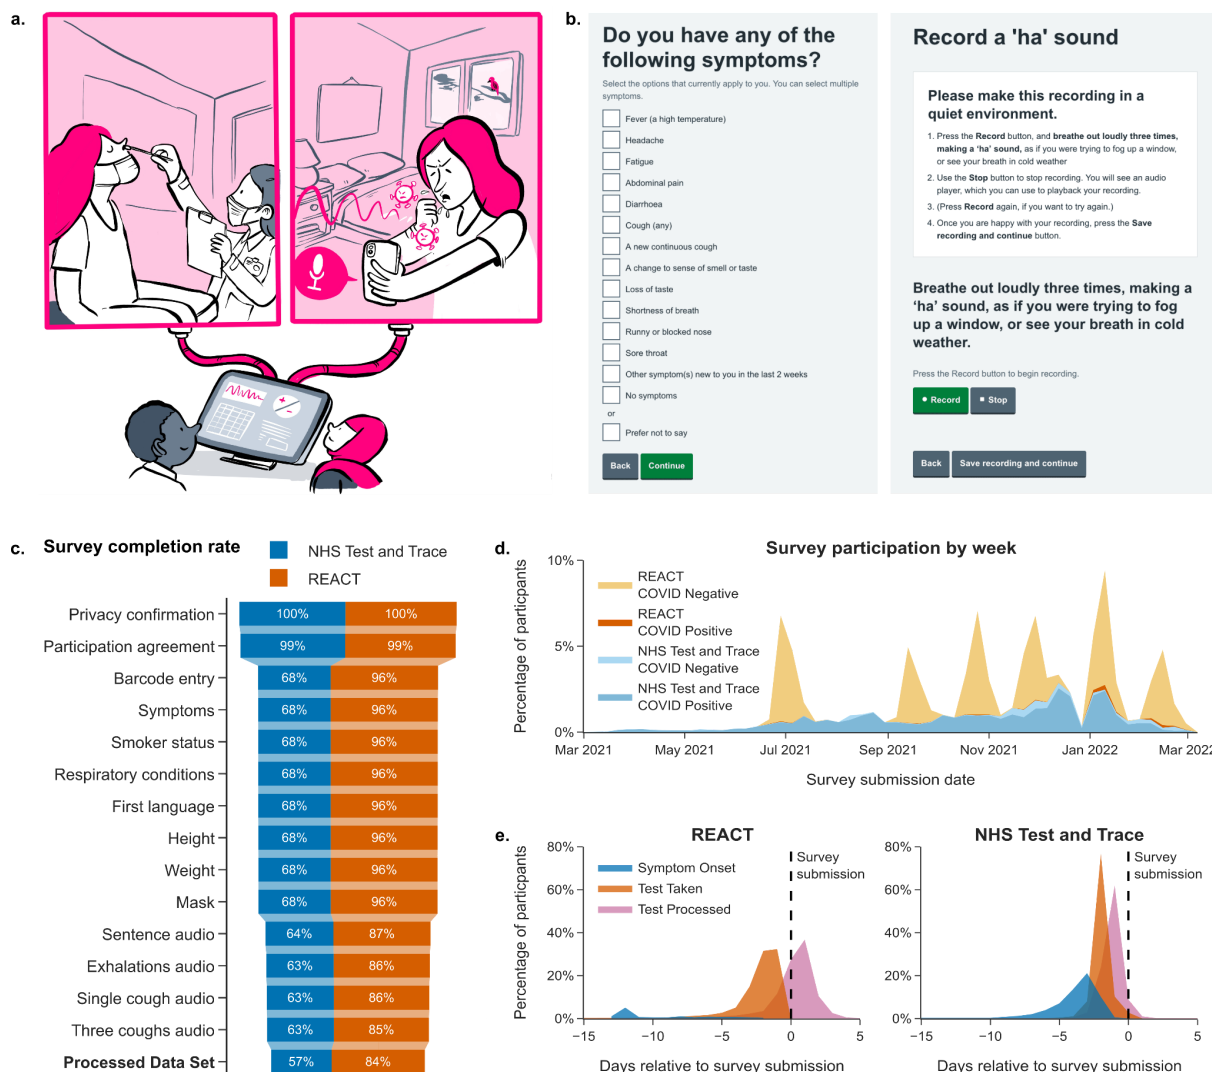 a.
b.
Do you have any of the
following symptoms?
Select the options that currently apply to you. You can select multiple
symptoms.
Fever (a high temperature)
Headache
Fatigue
Abdominal pain
Diarrhoea
Cough (any)
A new continuous cough
A change to sense of smell or taste
Loss of taste
Shortness of breath
Runny or blocked nose
Sore throat
Other symptom(s) new to you in the last 2 weeks
No symptoms
or
Prefer not to say
Back
Continue
Record a 'ha' sound
Please make this recording in a
quiet environment.
1. Press the Record button, and breathe out loudly three times,
making a ‘ha’ sound, as if you were trying to fog up a window,
or see your breath in cold weather
2. Use the Stop button to stop recording. You will see an audio
player, which you can use to playback your recording.
3. (Press Record again, if you want to try again.)
4. Once you are happy with your recording, press the Save
recording and continue button.
Breathe out loudly three times, making a
‘ha’ sound, as if you were trying to fog
up a window, or see your breath in cold
weather.
Press the Record button to begin recording.
Record
Stop
Back
Save recording and continue
c.
Survey completion rate
NHS Test and Trace
REACT
Privacy confirmation 100% 100%
Participation agreement 99% 99%
Barcode entry 68% 96%
Symptoms 68% 96%
Smoker status 68% 96%
Respiratory conditions 68% 96%
First language 68% 96%
Height 68% 96%
Weight 68% 96%
Mask 68% 96%
Sentence audio 64% 87%
Exhalations audio 63% 86%
Single cough audio 63% 86%
Three coughs audio 63% 85%
Processed Data Set 57% 84%
d.
Survey participation by week
Percentage of particpants
10%
5%
0%
REACT
COVID Negative
REACT
COVID Positive
NHS Test and Trace
COVID Negative
NHS Test and Trace
COVID Positive
Mar 2021 May 2021 Jul 2021 Sep 2021 Nov 2021 Jan 2022 Mar 2022
Survey submission date
e.
REACT
Percentage of participants
80%
60%
40%
20%
0%
Symptom Onset
Test Taken
Test Processed
Survey
submission
−15 −10 −5 0 5
Days relative to survey submission
NHS Test and Trace
80%
60%
40%
20%
0%
Survey
submission
−15 −10 −5 0 5
Days relative to survey submission